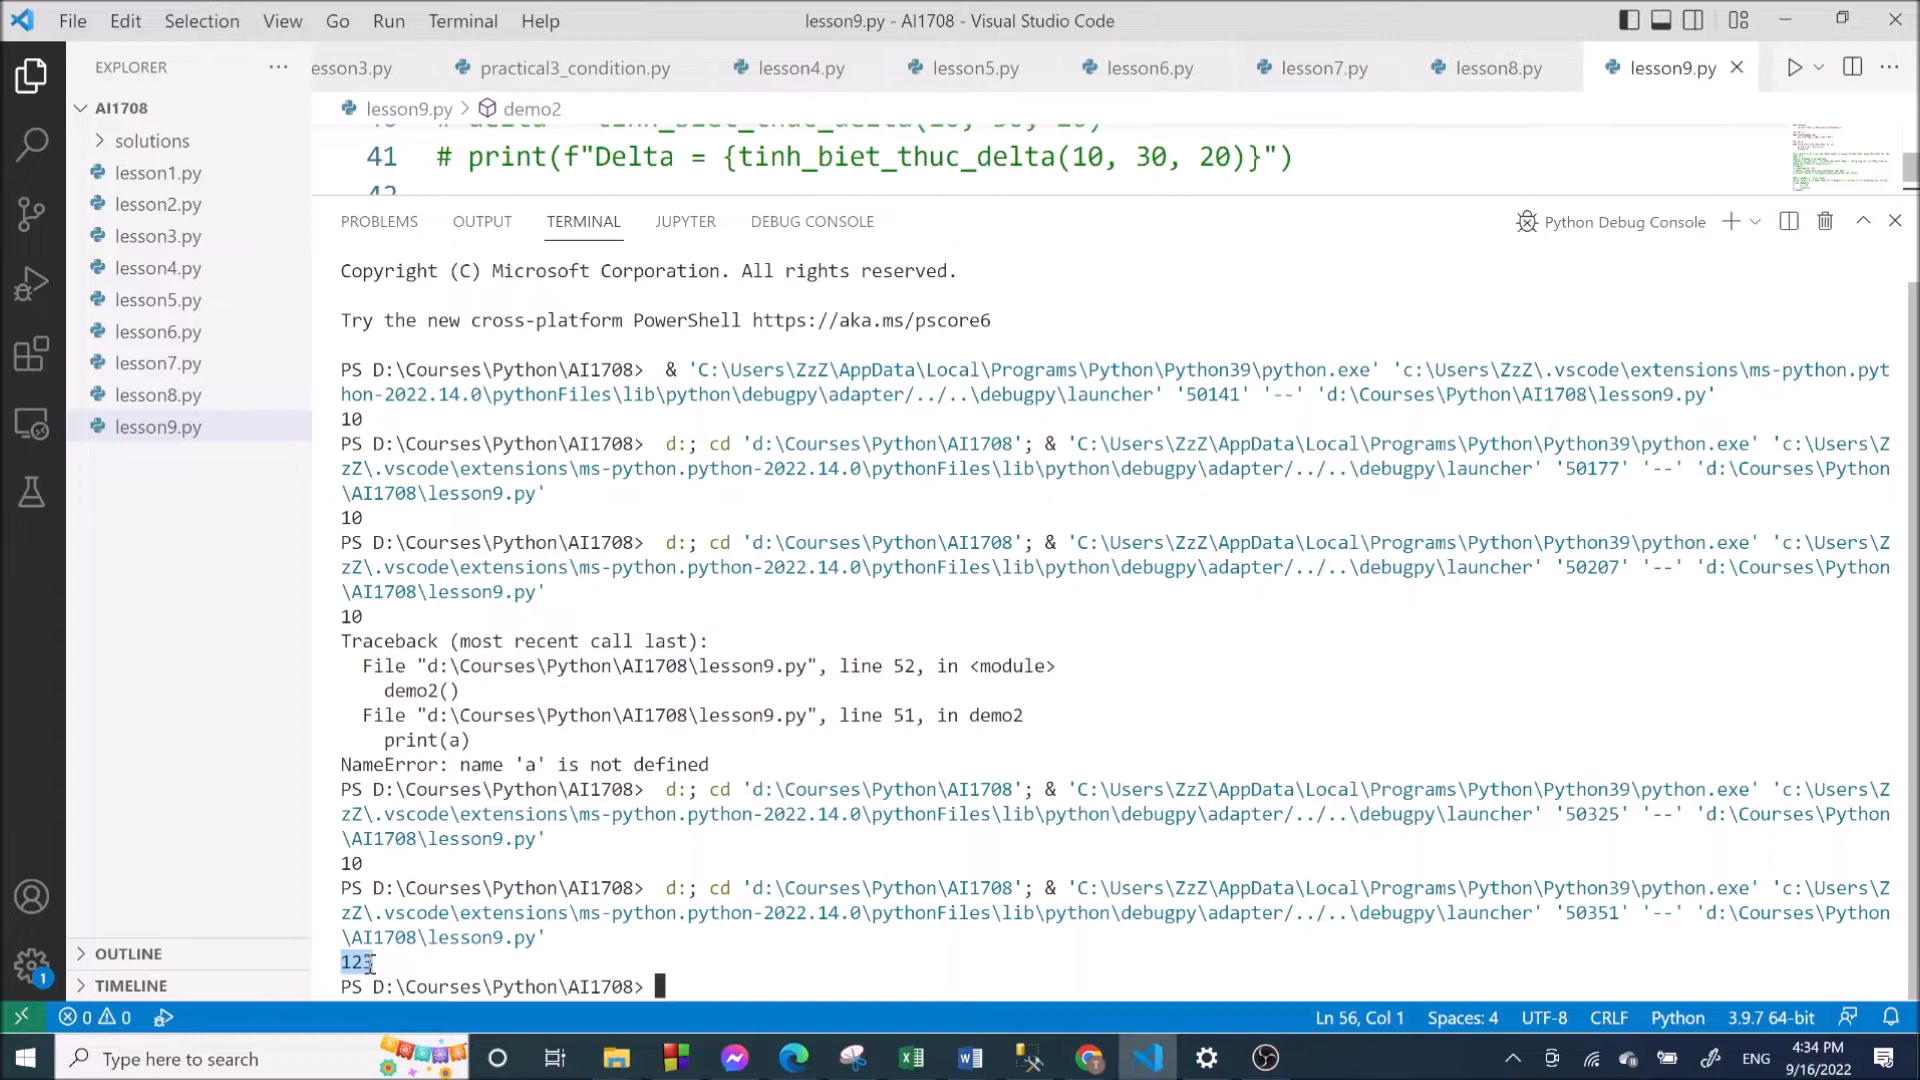 File Edit Selection View Go Run Terminal Help
lesson9.py - AI1708 - Visual Studio Code
EXPLORER
esson3.py practical3_condition.py lesson4.py lesson5.py lesson6.py lesson7.py lesson8.py lesson9.py
AI1708
solutions
lesson1.py
lesson2.py
lesson3.py
lesson4.py
lesson5.py
lesson6.py
lesson7.py
lesson8.py
lesson9.py
OUTLINE
TIMELINE
lesson9.py > demo2
41 # print(f"Delta = {tinh_biet_thuc_delta(10, 30, 20)}")
PROBLEMS OUTPUT TERMINAL JUPYTER DEBUG CONSOLE
Python Debug Console
Copyright (C) Microsoft Corporation. All rights reserved.
Try the new cross-platform PowerShell https://aka.ms/pscore6
PS D:\Courses\Python\AI1708> & 'C:\Users\ZzZ\AppData\Local\Programs\Python\Python39\python.exe' 'c:\Users\ZzZ\.vscode\extensions\ms-python.pyt
hon-2022.14.0\pythonFiles\lib\python\debugpy\adapter/../..\debugpy\launcher' '50141' '--' 'd:\Courses\Python\AI1708\lesson9.py'
10
PS D:\Courses\Python\AI1708> d:; cd 'd:\Courses\Python\AI1708'; & 'C:\Users\ZzZ\AppData\Local\Programs\Python\Python39\python.exe' 'c:\Users\Z
zZ\.vscode\extensions\ms-python.python-2022.14.0\pythonFiles\lib\python\debugpy\adapter/../..\debugpy\launcher' '50177' '--' 'd:\Courses\Python
\AI1708\lesson9.py'
10
PS D:\Courses\Python\AI1708> d:; cd 'd:\Courses\Python\AI1708'; & 'C:\Users\ZzZ\AppData\Local\Programs\Python\Python39\python.exe' 'c:\Users\Z
zZ\.vscode\extensions\ms-python.python-2022.14.0\pythonFiles\lib\python\debugpy\adapter/../..\debugpy\launcher' '50207' '--' 'd:\Courses\Python
\AI1708\lesson9.py'
10
Traceback (most recent call last):
File "d:\Courses\Python\AI1708\lesson9.py", line 52, in <module>
demo2()
File "d:\Courses\Python\AI1708\lesson9.py", line 51, in demo2
print(a)
NameError: name 'a' is not defined
PS D:\Courses\Python\AI1708> d:; cd 'd:\Courses\Python\AI1708'; & 'C:\Users\ZzZ\AppData\Local\Programs\Python\Python39\python.exe' 'c:\Users\Z
zZ\.vscode\extensions\ms-python.python-2022.14.0\pythonFiles\lib\python\debugpy\adapter/../..\debugpy\launcher' '50325' '--' 'd:\Courses\Python
\AI1708\lesson9.py'
10
PS D:\Courses\Python\AI1708> d:; cd 'd:\Courses\Python\AI1708'; & 'C:\Users\ZzZ\AppData\Local\Programs\Python\Python39\python.exe' 'c:\Users\Z
zZ\.vscode\extensions\ms-python.python-2022.14.0\pythonFiles\lib\python\debugpy\adapter/../..\debugpy\launcher' '50351' '--' 'd:\Courses\Python
\AI1708\lesson9.py'
123
PS D:\Courses\Python\AI1708>
1
0 0
Ln 56, Col 1 Spaces: 4 UTF-8 CRLF Python 3.9.7 64-bit
Type here to search
ENG
4:34 PM
9/16/2022